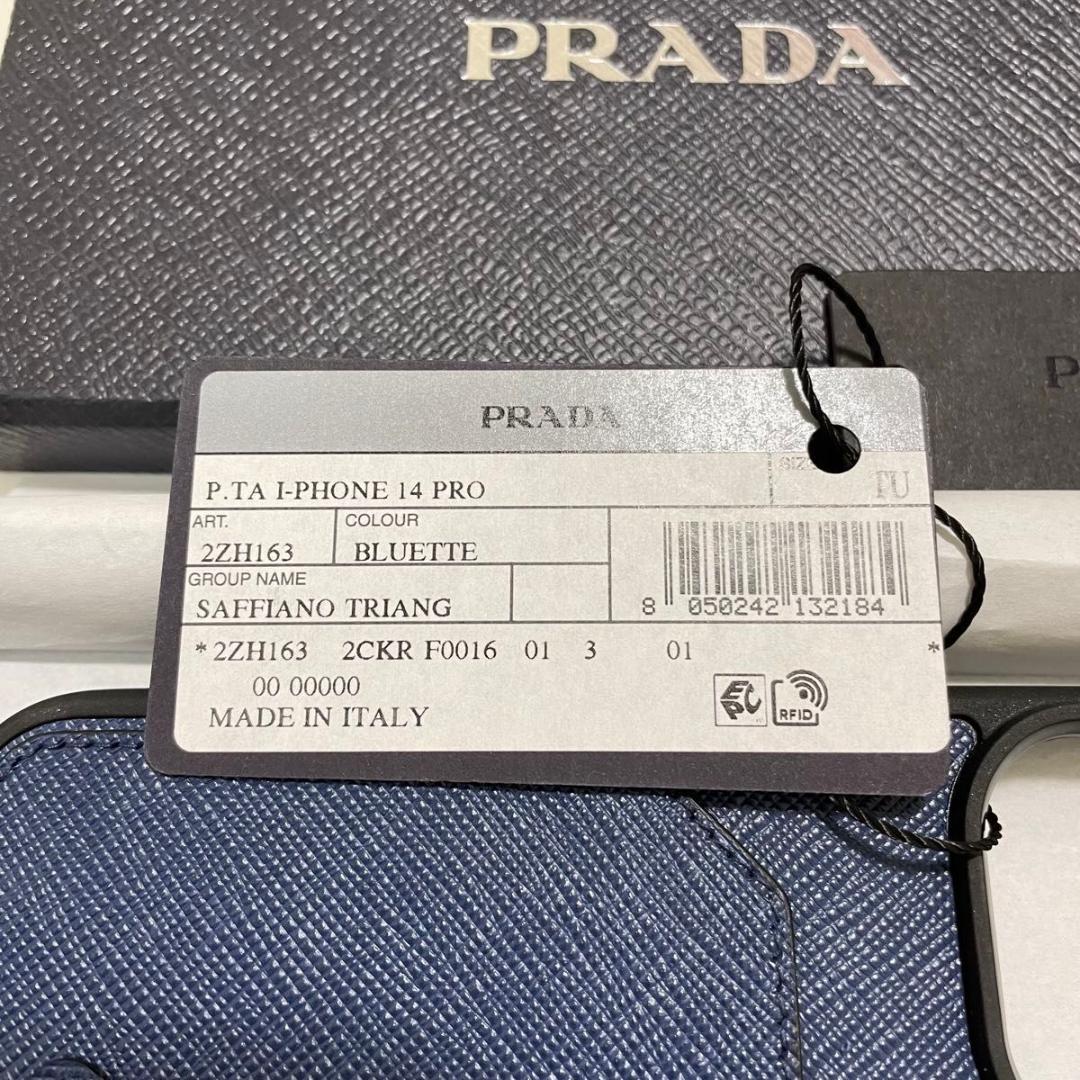 PRADA
P
PRADA
SIZE
P.TA I-PHONE 14 PRO TU
ART. COLOUR
2ZH163 BLUETTE
GROUP NAME
SAFFIANO TRIANG
8 050242 132184
*2ZH163 2CKR F0016 01 3 01 *
00 00000
MADE IN ITALY
EPC RFID